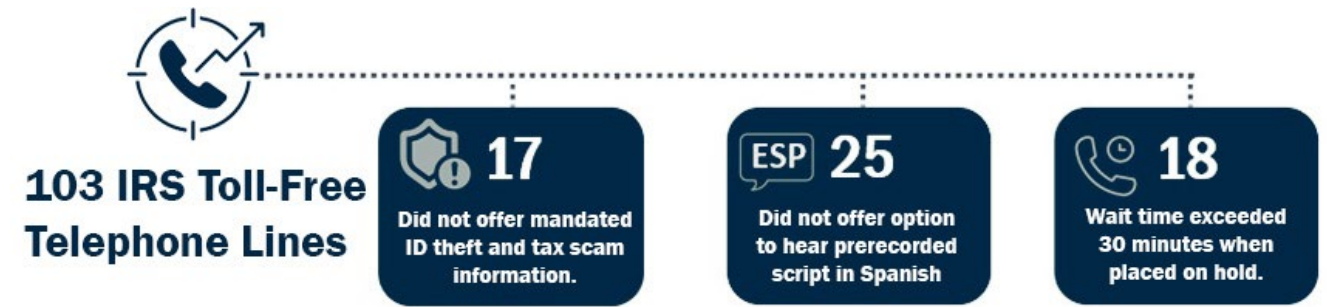 103 IRS Toll-Free
Telephone Lines
17
Did not offer mandated
ID theft and tax scam
information.
ESP
25
Did not offer option
to hear prerecorded
script in Spanish
18
Wait time exceeded
30 minutes when
placed on hold.